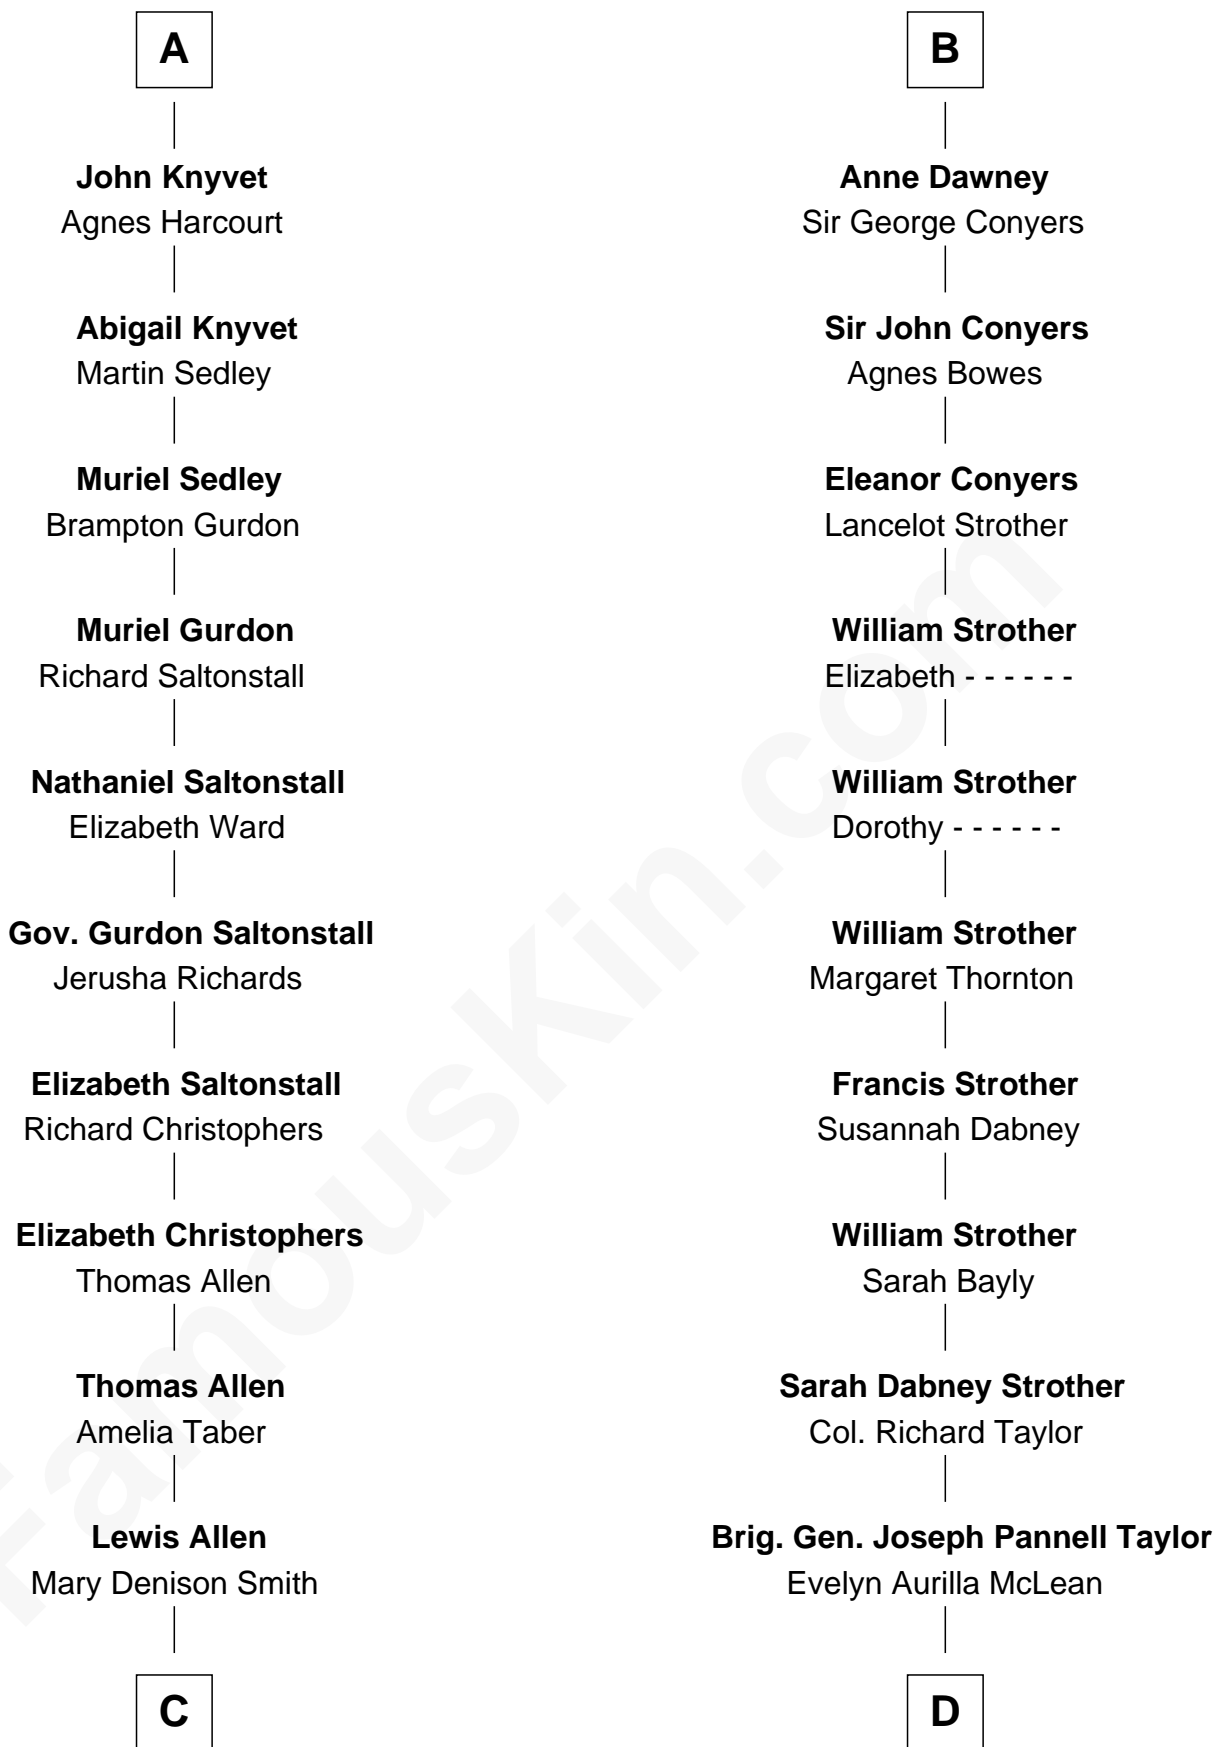 A
John Knyvet
Agnes Harcourt
Abigail Knyvet
Martin Sedley
Muriel Sedley
Brampton Gurdon
Muriel Gurdon
Richard Saltonstall
Nathaniel Saltonstall
Elizabeth Ward
Gov. Gurdon Saltonstall
Jerusha Richards
Elizabeth Saltonstall
Richard Christophers
Elizabeth Christophers
Thomas Allen
Thomas Allen
Amelia Taber
Lewis Allen
Mary Denison Smith
C
B
Anne Dawney
Sir George Conyers
Sir John Conyers
Agnes Bowes
Eleanor Conyers
Lancelot Strother
William Strother
Elizabeth - - - - - -
William Strother
Dorothy - - - - - -
William Strother
Margaret Thornton
Francis Strother
Susannah Dabney
William Strother
Sarah Bayly
Sarah Dabney Strother
Col. Richard Taylor
Brig. Gen. Joseph Pannell Taylor
Evelyn Aurilla McLean
D
FamousKin.com